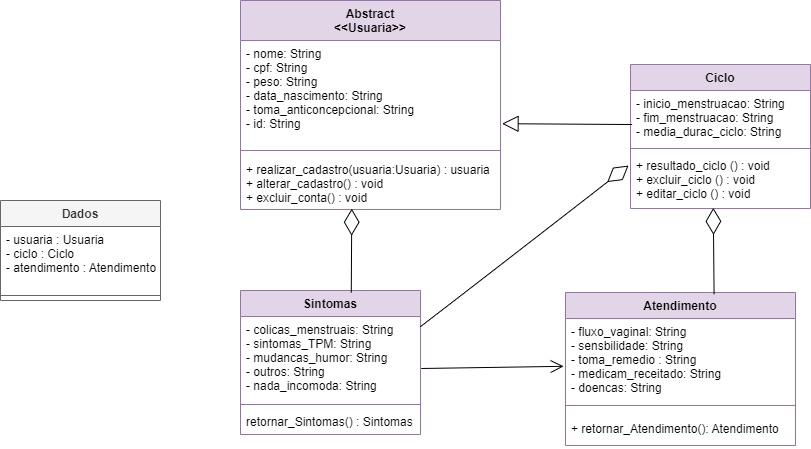 Abstract
<<Usuaria>>
- nome: String
- cpf: String
- peso: String
- data_nascimento: String
- toma_anticoncepcional: String
- id: String
+ realizar_cadastro(usuaria:Usuaria) : usuaria
+ alterar_cadastro() : void
+ excluir_conta() : void
Ciclo
- inicio_menstruacao: String
- fim_menstruacao: String
- media_durac_ciclo: String
+ resultado_ciclo () : void
+ excluir_ciclo () : void
+ editar_ciclo () : void
Dados
- usuaria : Usuaria
- ciclo : Ciclo
- atendimento : Atendimento
Sintomas
- colicas_menstruais: String
- sintomas_TPM: String
- mudancas_humor: String
- outros: String
- nada_incomoda: String
retornar_Sintomas() : Sintomas
Atendimento
- fluxo_vaginal: String
- sensbilidade: String
- toma_remedio : String
- medicam_receitado: String
- doencas: String
+ retornar_Atendimento(): Atendimento